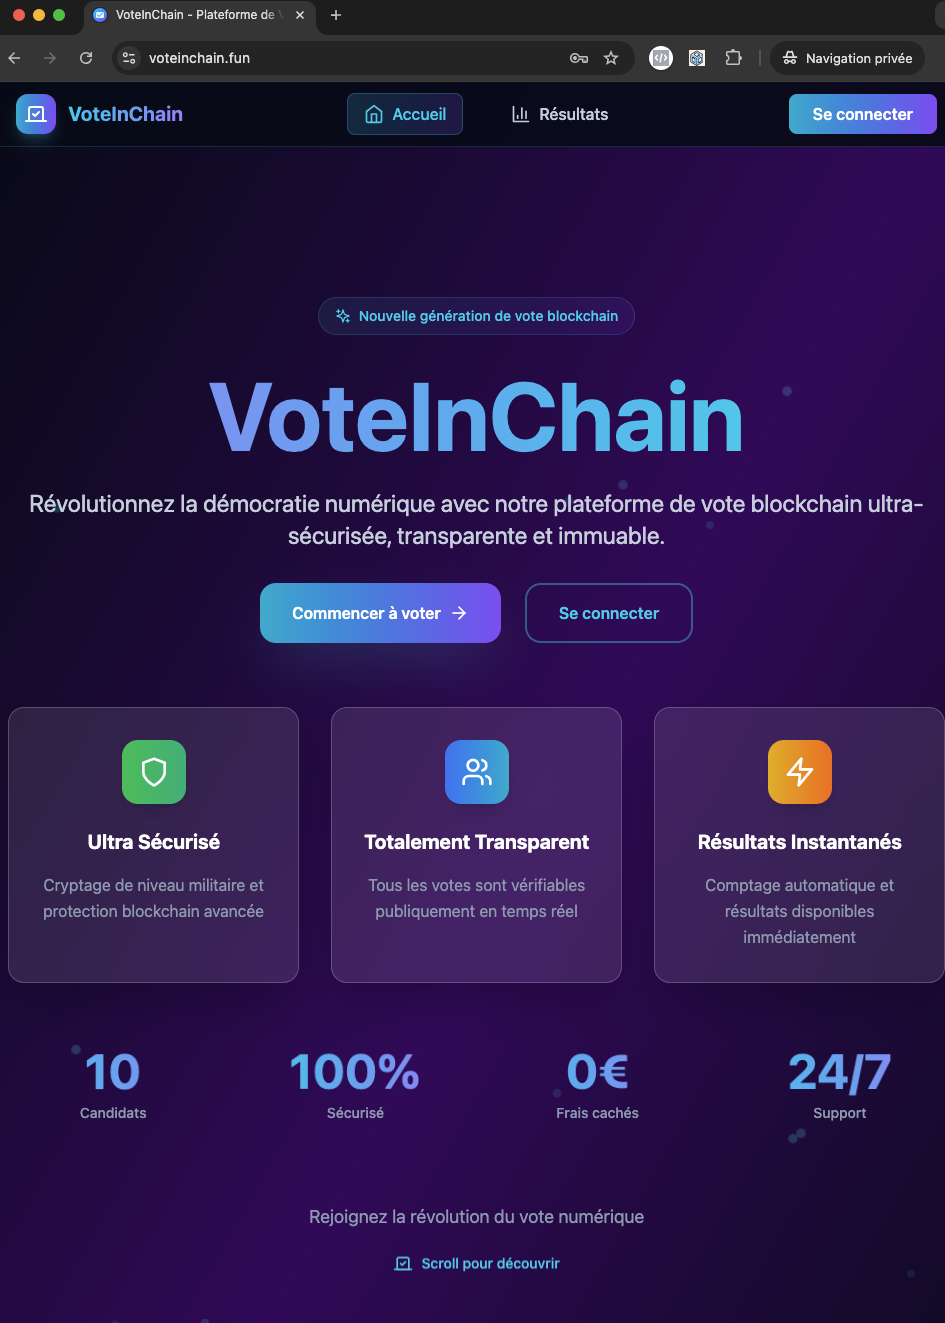 VoteInChain - Plateforme de V
voteinchain.fun
Navigation privée
VoteInChain
Accueil
Résultats
Se connecter
Nouvelle génération de vote blockchain
VoteInChain
Révolutionnez la démocratie numérique avec notre plateforme de vote blockchain ultra-
sécurisée, transparente et immuable.
Commencer à voter
Se connecter
Ultra Sécurisé
Cryptage de niveau militaire et
protection blockchain avancée
Totalement Transparent
Tous les votes sont vérifiables
publiquement en temps réel
Résultats Instantanés
Comptage automatique et
résultats disponibles
immédiatement
10
Candidats
100%
Sécurisé
0€
Frais cachés
24/7
Support
Rejoignez la révolution du vote numérique
Scroll pour découvrir